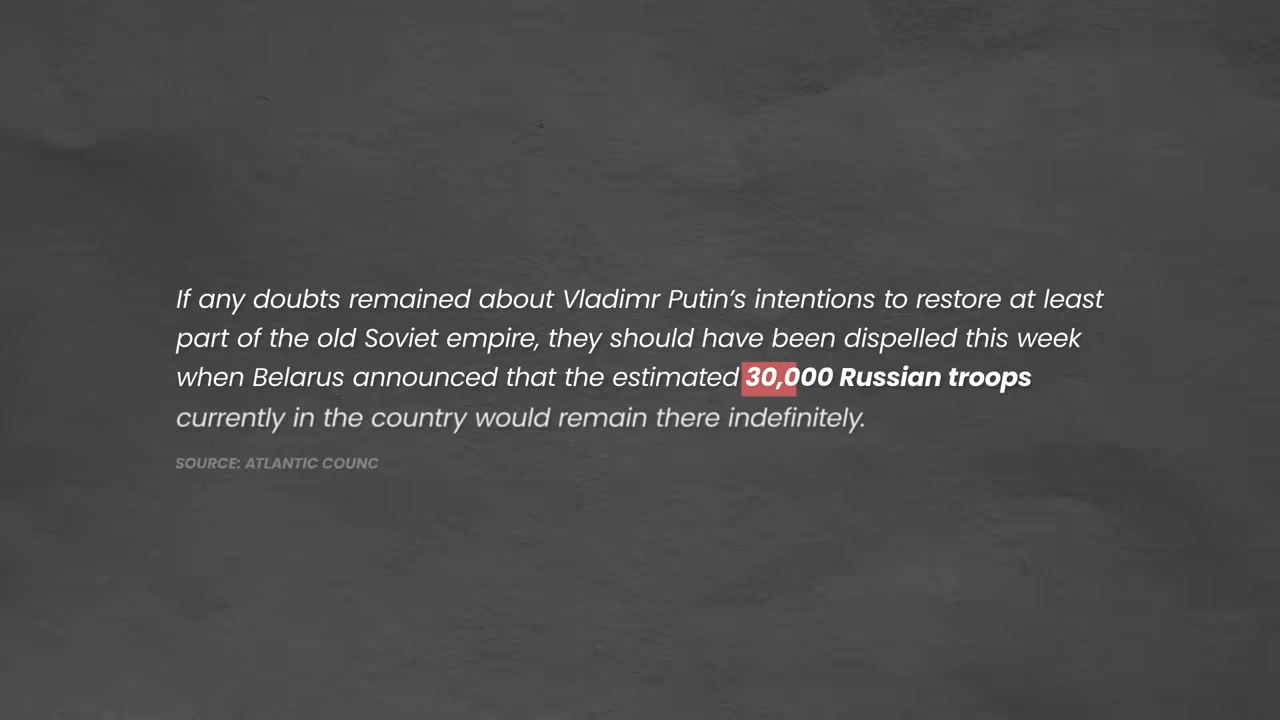 If any doubts remained about Vladimr Putin’s intentions to restore at least
part of the old Soviet empire, they should have been dispelled this week
when Belarus announced that the estimated 30,000 Russian troops
currently in the country would remain there indefinitely.
SOURCE: ATLANTIC COUNC